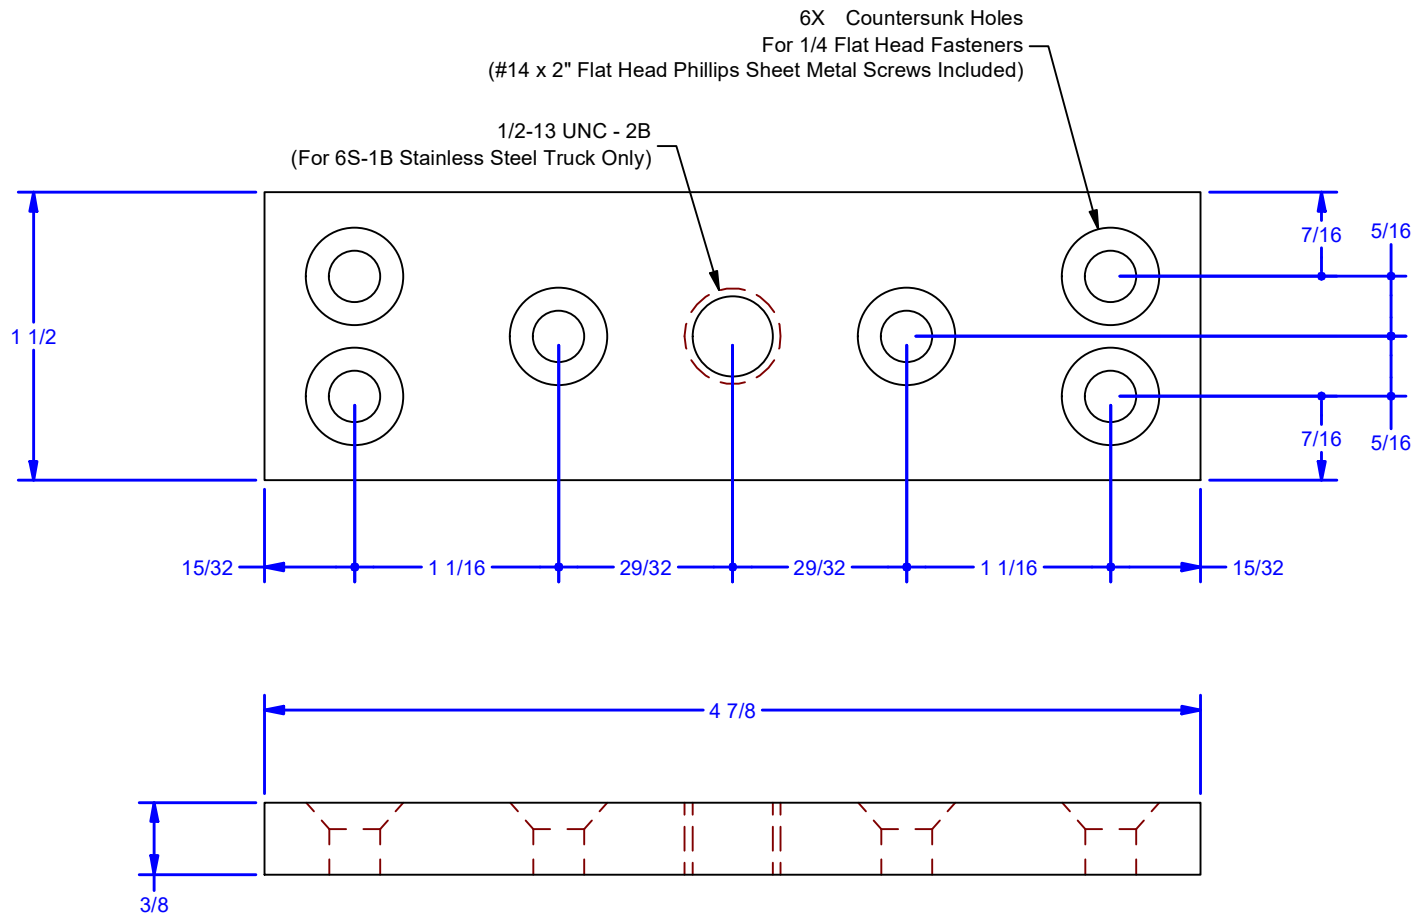 6X Countersunk Holes
For 1/4 Flat Head Fasteners
(#14 x 2" Flat Head Phillips Sheet Metal Screws Included)
1/2-13 UNC - 2B
(For 6S-1B Stainless Steel Truck Only)
7/16
5/16
1 1/2
7/16
5/16
15/32
1 1/16
29/32
29/32
1 1/16
15/32
4 7/8
3/8